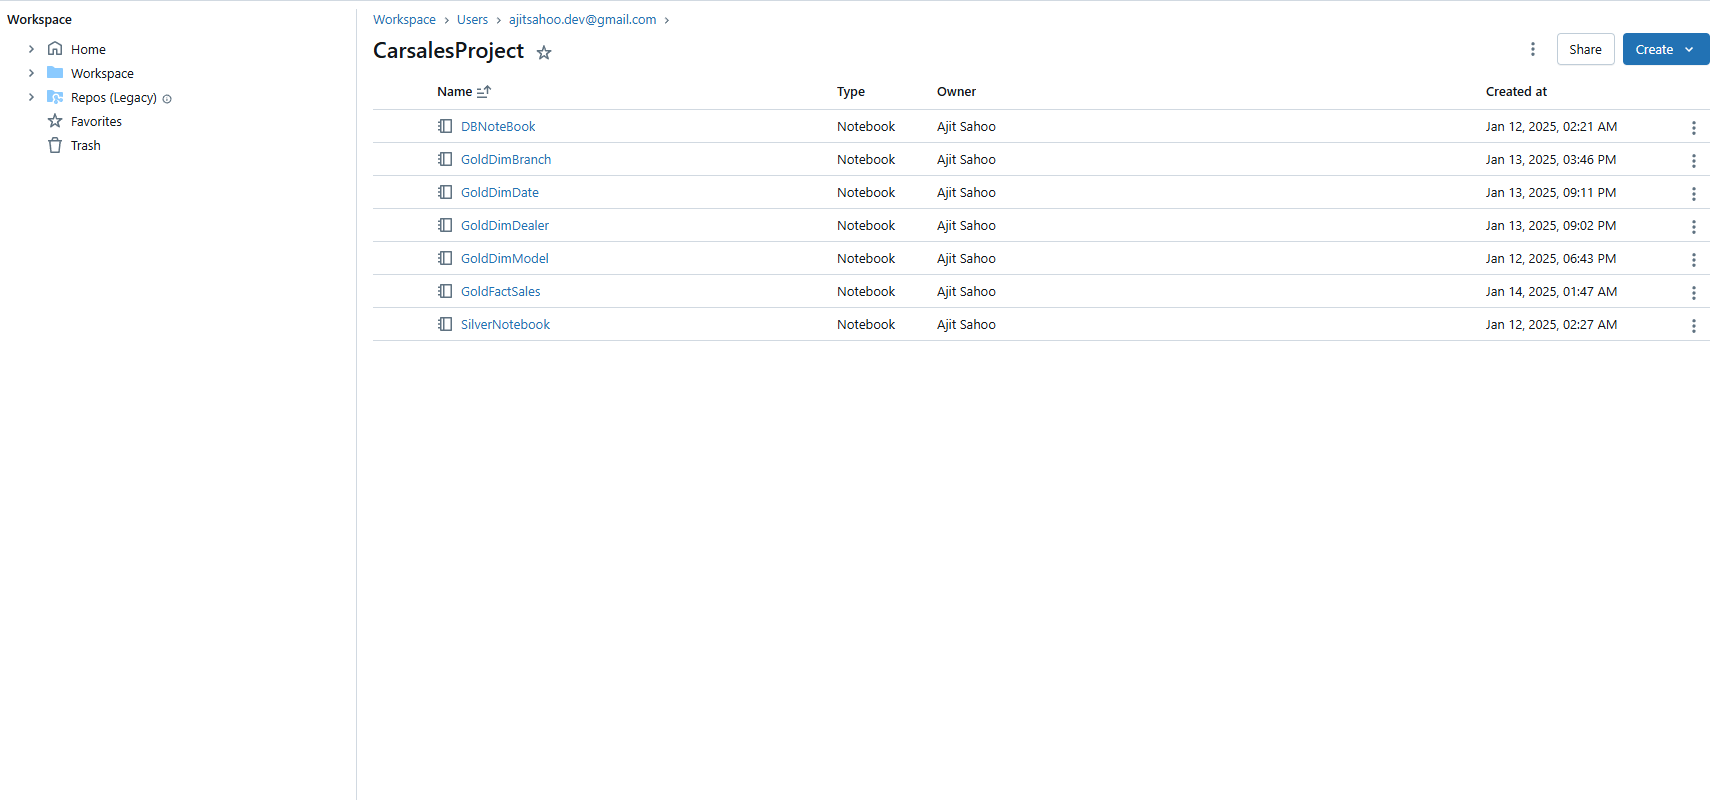 Workspace
Home
Workspace
Repos (Legacy)
Favorites
Trash
Workspace > Users > ajitsahoo.dev@gmail.com >
CarsalesProject
Share
Create
Name Type Owner Created at
DBNoteBook Notebook Ajit Sahoo Jan 12, 2025, 02:21 AM
GoldDimBranch Notebook Ajit Sahoo Jan 13, 2025, 03:46 PM
GoldDimDate Notebook Ajit Sahoo Jan 13, 2025, 09:11 PM
GoldDimDealer Notebook Ajit Sahoo Jan 13, 2025, 09:02 PM
GoldDimModel Notebook Ajit Sahoo Jan 12, 2025, 06:43 PM
GoldFactSales Notebook Ajit Sahoo Jan 14, 2025, 01:47 AM
SilverNotebook Notebook Ajit Sahoo Jan 12, 2025, 02:27 AM